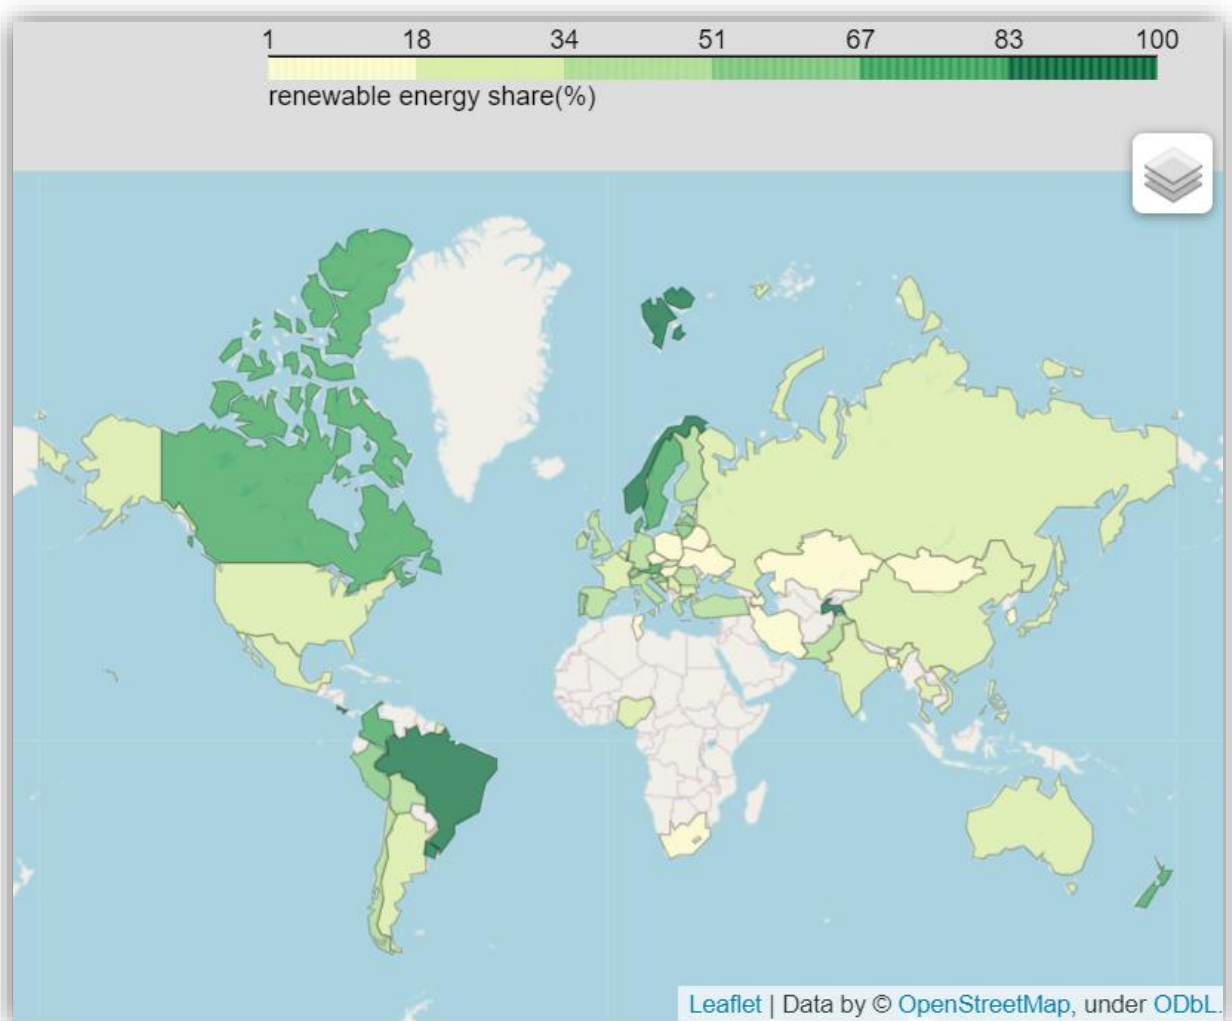 1 18 34 51 67 83 100
renewable energy share(%)
Leaflet | Data by © OpenStreetMap, under ODbL.